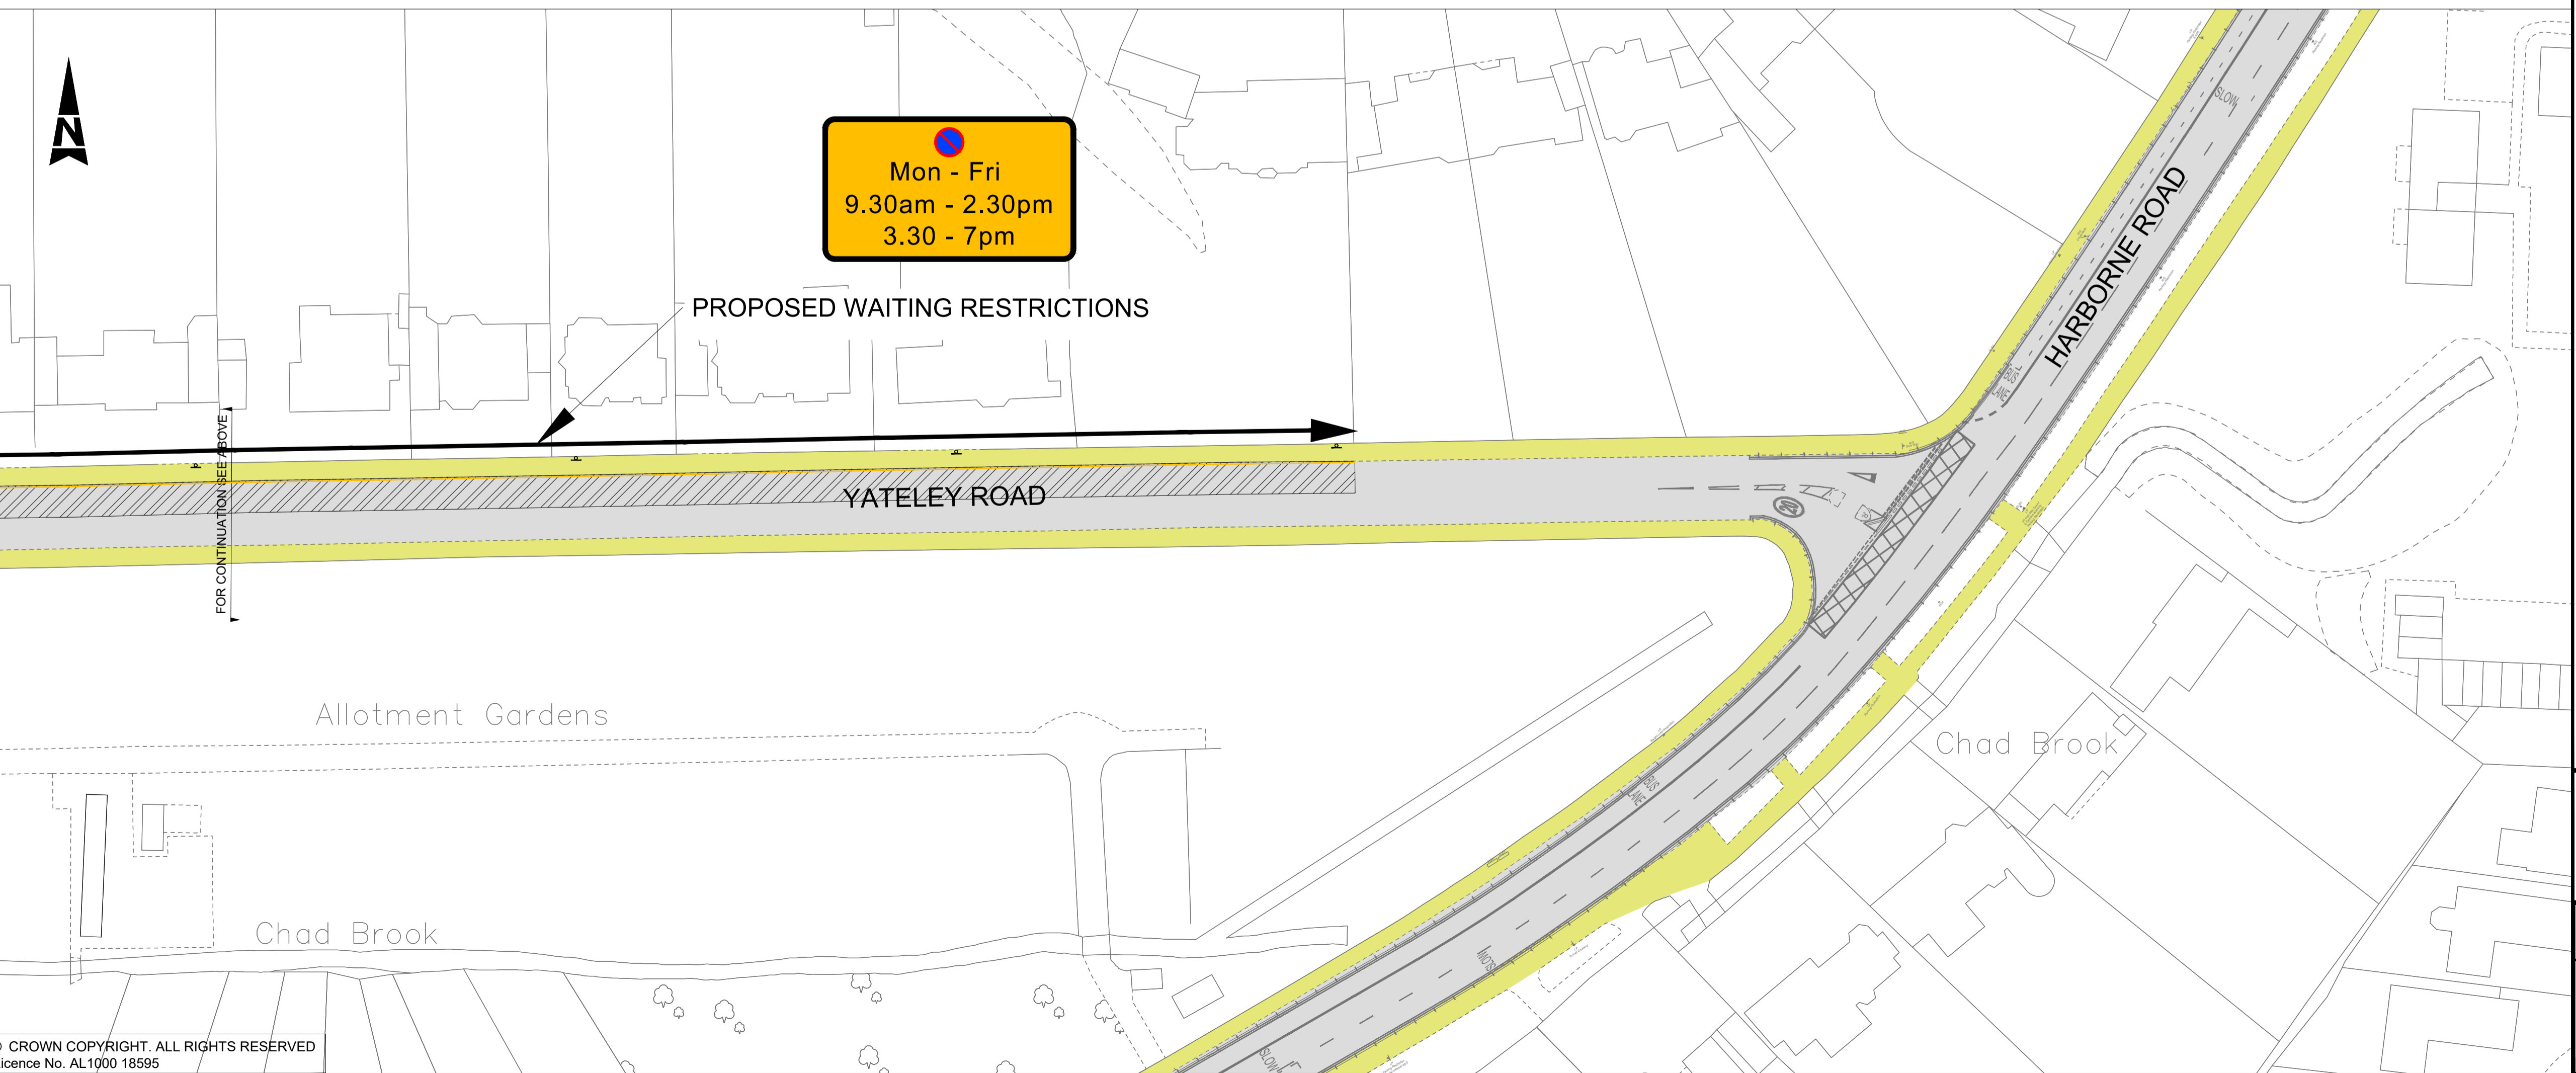 N
Mon - Fri
9.30am - 2.30pm
3.30 - 7pm
PROPOSED WAITING RESTRICTIONS
SLOW
HARBORNE ROAD
FOR CONTINUATION SEE ABOVE
YATELEY ROAD
20
Allotment Gardens
Chad Brook
BUS
LANE
Chad Brook
SLOW
SLOW
CROWN COPYRIGHT. ALL RIGHTS RESERVED
icence No. AL1000 18595